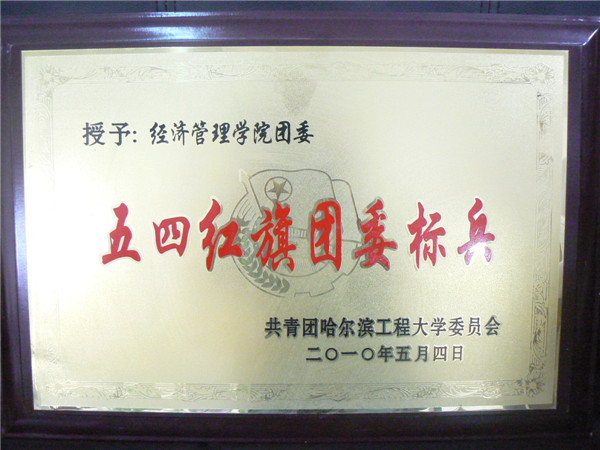 授予:经济管理学院团委
五四红旗团委标兵
共青团哈尔滨工程大学委员会
二〇一〇年五月四日